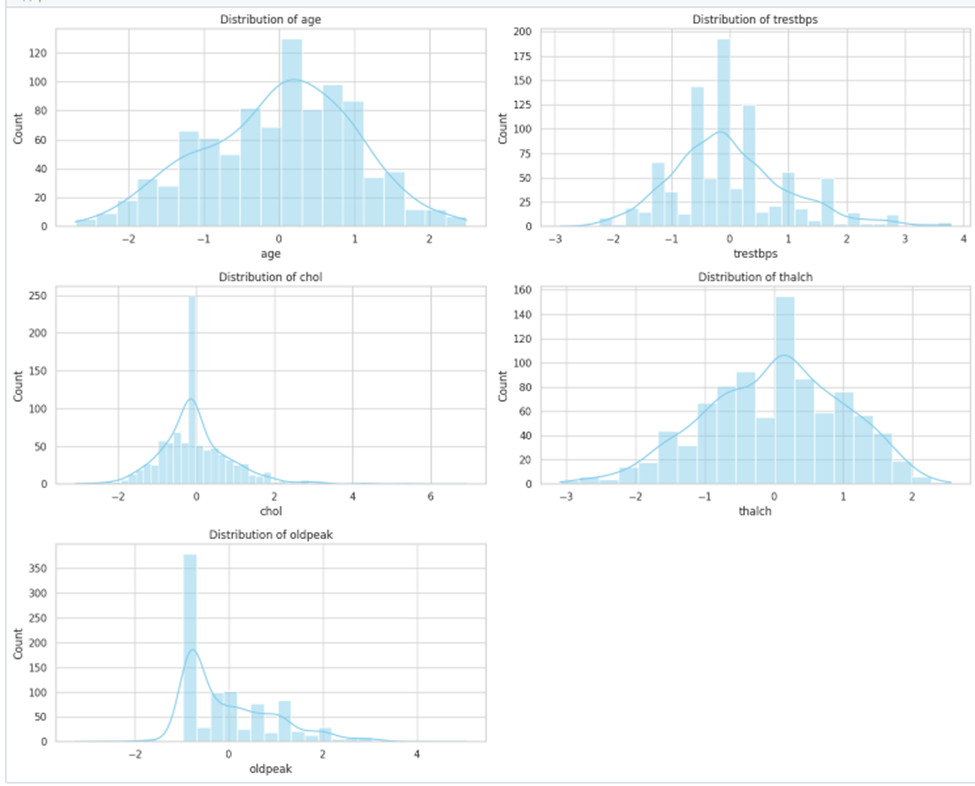 Distribution of age
120
100
80
60
40
20
0
Count
−2 −1 0 1 2
age
Distribution of trestbps
200
175
150
125
100
75
50
25
0
Count
−3 −2 −1 0 1 2 3 4
trestbps
Distribution of chol
250
200
150
100
50
0
Count
−2 0 2 4 6
chol
Distribution of thalch
160
140
120
100
80
60
40
20
0
Count
−3 −2 −1 0 1 2
thalch
Distribution of oldpeak
350
300
250
200
150
100
50
0
Count
−2 0 2 4
oldpeak